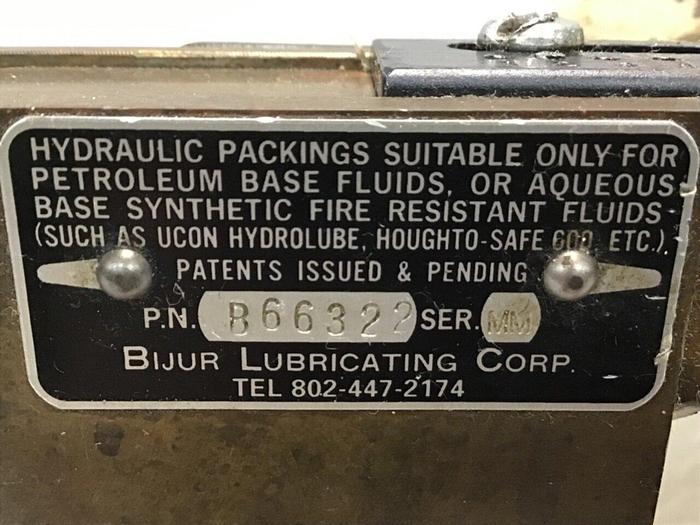 HYDRAULIC PACKINGS SUITABLE ONLY FOR
PETROLEUM BASE FLUIDS, OR AQUEOUS
BASE SYNTHETIC FIRE RESISTANT FLUIDS
(SUCH AS UCON HYDROLUBE, HOUGHTO-SAFE 600 ETC.).
PATENTS ISSUED & PENDING
P.N. B66322 SER. MM
BIJUR LUBRICATING CORP.
TEL 802-447-2174